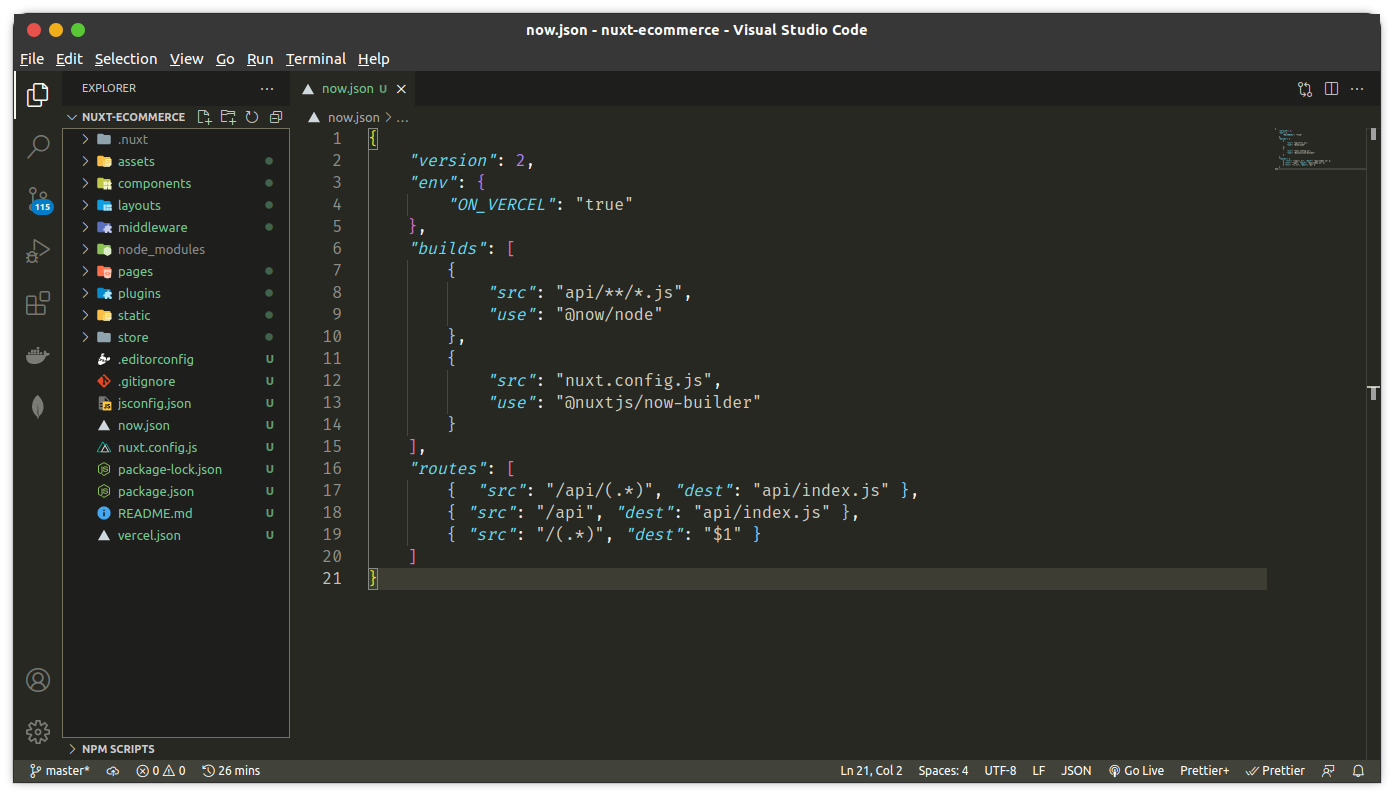 now.json - nuxt-ecommerce - Visual Studio Code
File Edit Selection View Go Run Terminal Help
EXPLORER
NUXT-ECOMMERCE
.nuxt
assets
components
layouts
middleware
node_modules
pages
plugins
static
store
.editorconfig U
.gitignore U
jsconfig.json U
now.json U
nuxt.config.js U
package-lock.json U
package.json U
README.md U
vercel.json U
NPM SCRIPTS
115
now.json U
now.json > ...
1 {
2 "version": 2,
3 "env": {
4 "ON_VERCEL": "true"
5 },
6 "builds": [
7 {
8 "src": "api/**/*.js",
9 "use": "@now/node"
10 },
11 {
12 "src": "nuxt.config.js",
13 "use": "@nuxtjs/now-builder"
14 }
15 ],
16 "routes": [
17 {  "src": "/api/(.*)", "dest": "api/index.js" },
18 { "src": "/api", "dest": "api/index.js" },
19 { "src": "/(.*)", "dest": "$1" }
20 ]
21 }
master* 0 0 26 mins Ln 21, Col 2 Spaces: 4 UTF-8 LF JSON Go Live Prettier+ Prettier